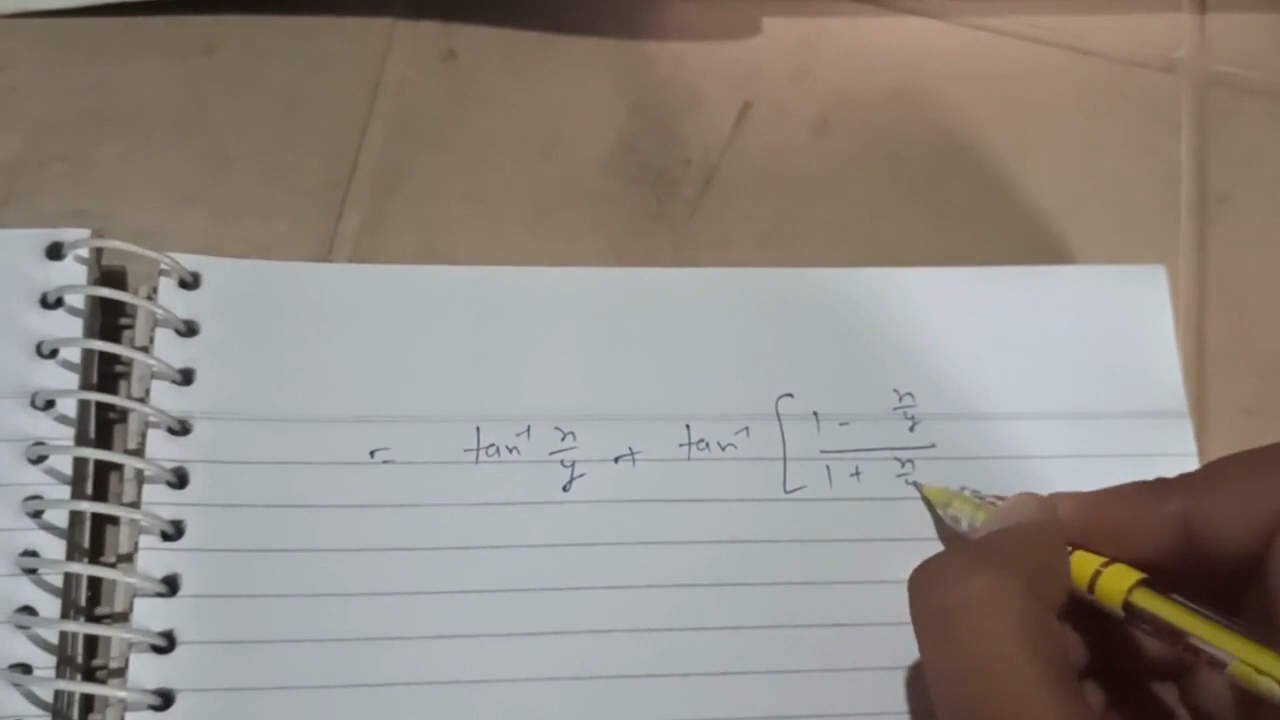 = tan⁻¹ x/y + tan⁻¹ [ (1 - x/y) / (1 + x/y